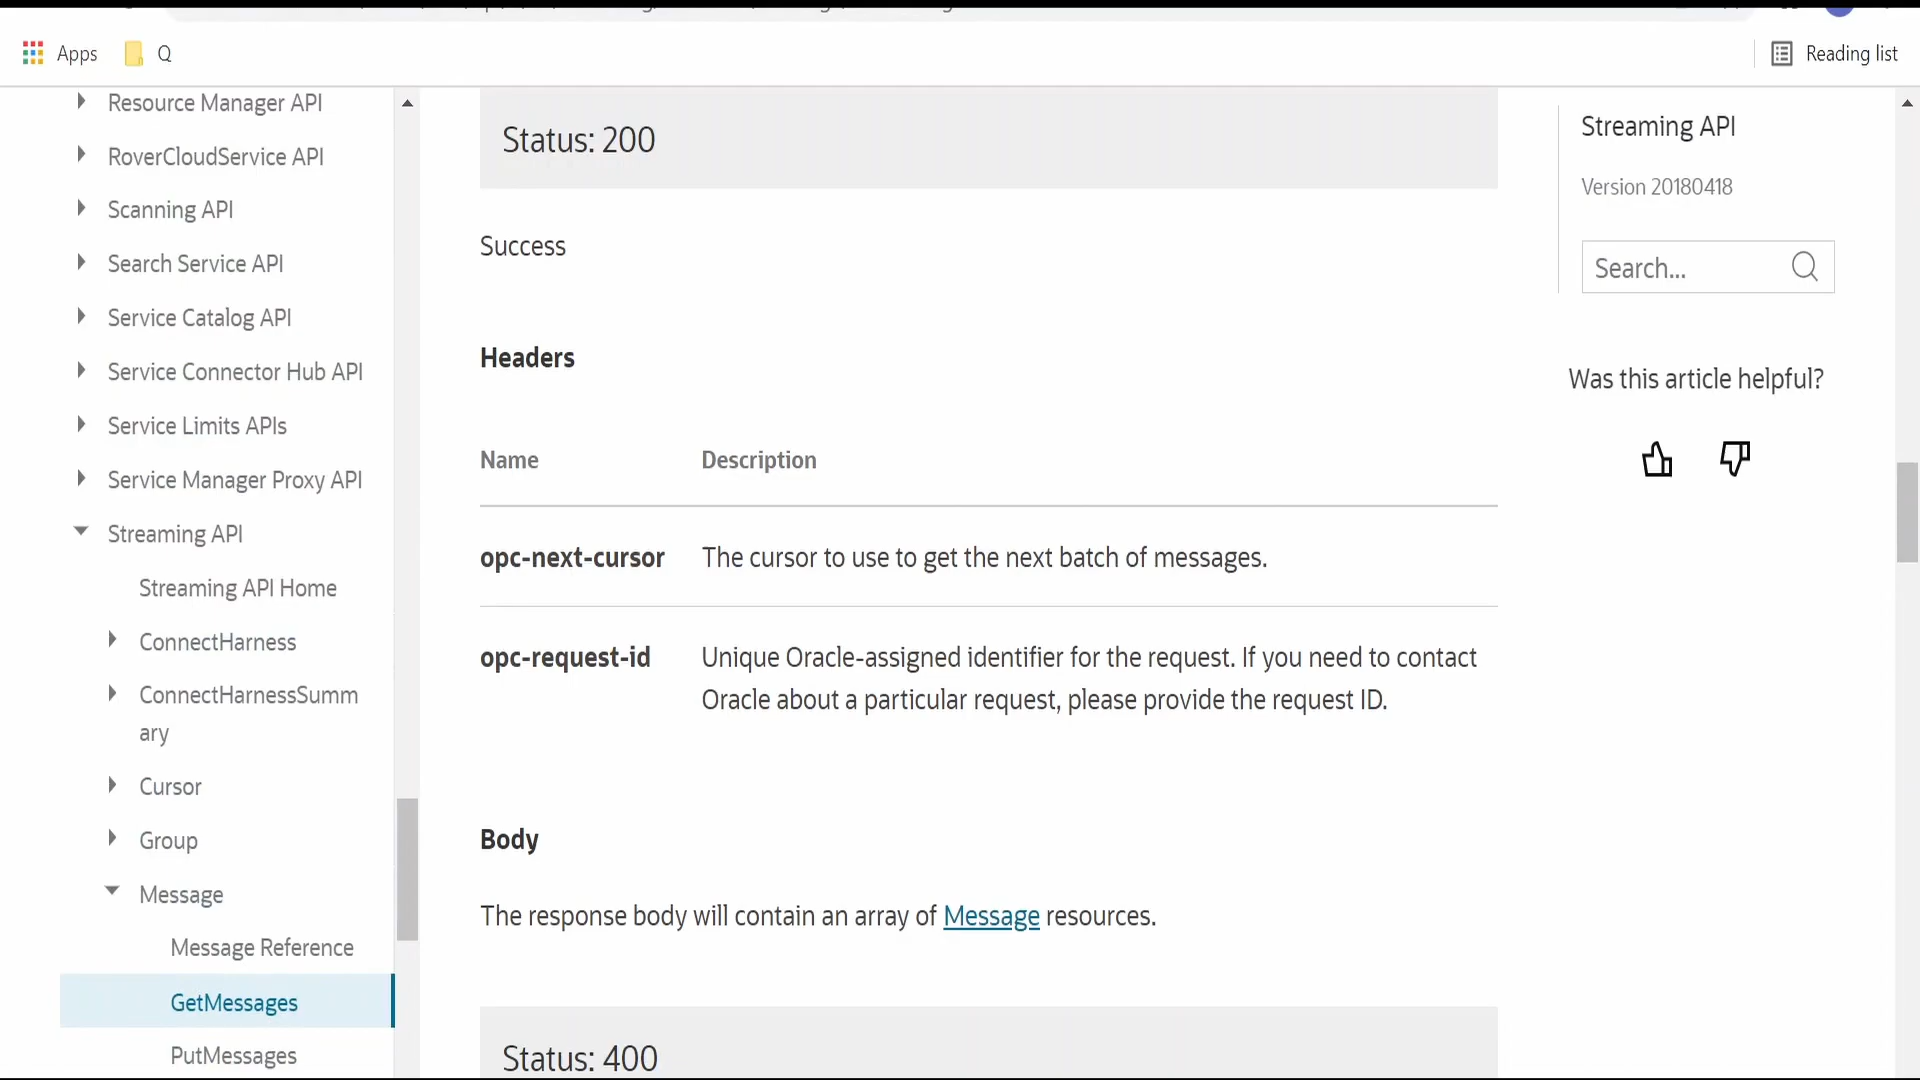 Apps
Q
Reading list
Resource Manager API
RoverCloudService API
Scanning API
Search Service API
Service Catalog API
Service Connector Hub API
Service Limits APIs
Service Manager Proxy API
Streaming API
Streaming API Home
ConnectHarness
ConnectHarnessSumm
ary
Cursor
Group
Message
Message Reference
GetMessages
PutMessages
Status: 200
Success
Headers
Name Description
opc-next-cursor The cursor to use to get the next batch of messages.
opc-request-id Unique Oracle-assigned identifier for the request. If you need to contact
Oracle about a particular request, please provide the request ID.
Body
The response body will contain an array of Message resources.
Status: 400
Streaming API
Version 20180418
Search...
Was this article helpful?